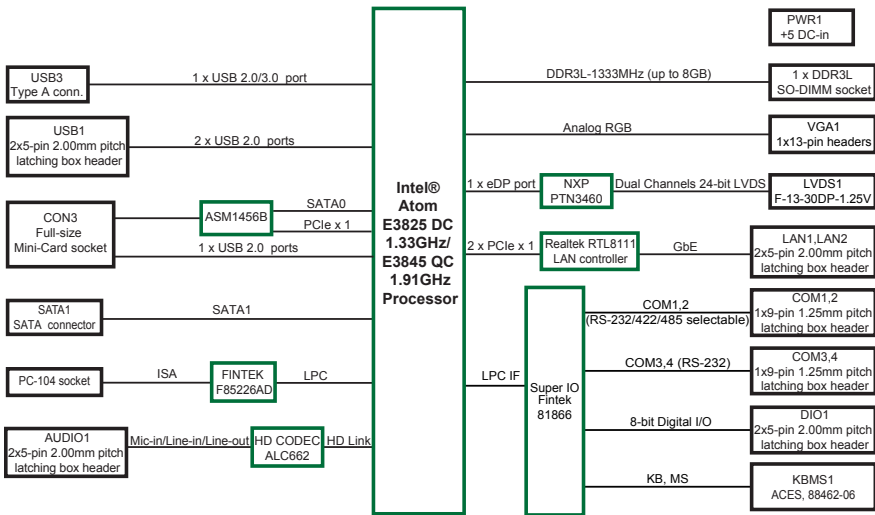 PWR1
+5 DC-in
USB3
Type A conn.
1 x USB 2.0/3.0 port
USB1
2x5-pin 2.00mm pitch
latching box header
2 x USB 2.0 ports
CON3
Full-size
Mini-Card socket
ASM1456B
SATA0
PCIe x 1
1 x USB 2.0 ports
SATA1
SATA connector
SATA1
PC-104 socket
ISA
FINTEK
F85226AD
LPC
AUDIO1
2x5-pin 2.00mm pitch
latching box header
Mic-in/Line-in/Line-out
HD CODEC
ALC662
HD Link
Intel®
Atom
E3825 DC
1.33GHz/
E3845 QC
1.91GHz
Processor
DDR3L-1333MHz (up to 8GB)
1 x DDR3L
SO-DIMM socket
Analog RGB
VGA1
1x13-pin headers
1 x eDP port
NXP
PTN3460
Dual Channels 24-bit LVDS
LVDS1
F-13-30DP-1.25V
2 x PCIe x 1
Realtek RTL8111
LAN controller
GbE
LAN1,LAN2
2x5-pin 2.00mm pitch
latching box header
LPC IF
Super IO
Fintek
81866
COM1,2
(RS-232/422/485 selectable)
COM1,2
1x9-pin 1.25mm pitch
latching box header
COM3,4 (RS-232)
COM3,4
1x9-pin 1.25mm pitch
latching box header
8-bit Digital I/O
DIO1
2x5-pin 2.00mm pitch
latching box header
KB, MS
KBMS1
ACES, 88462-06